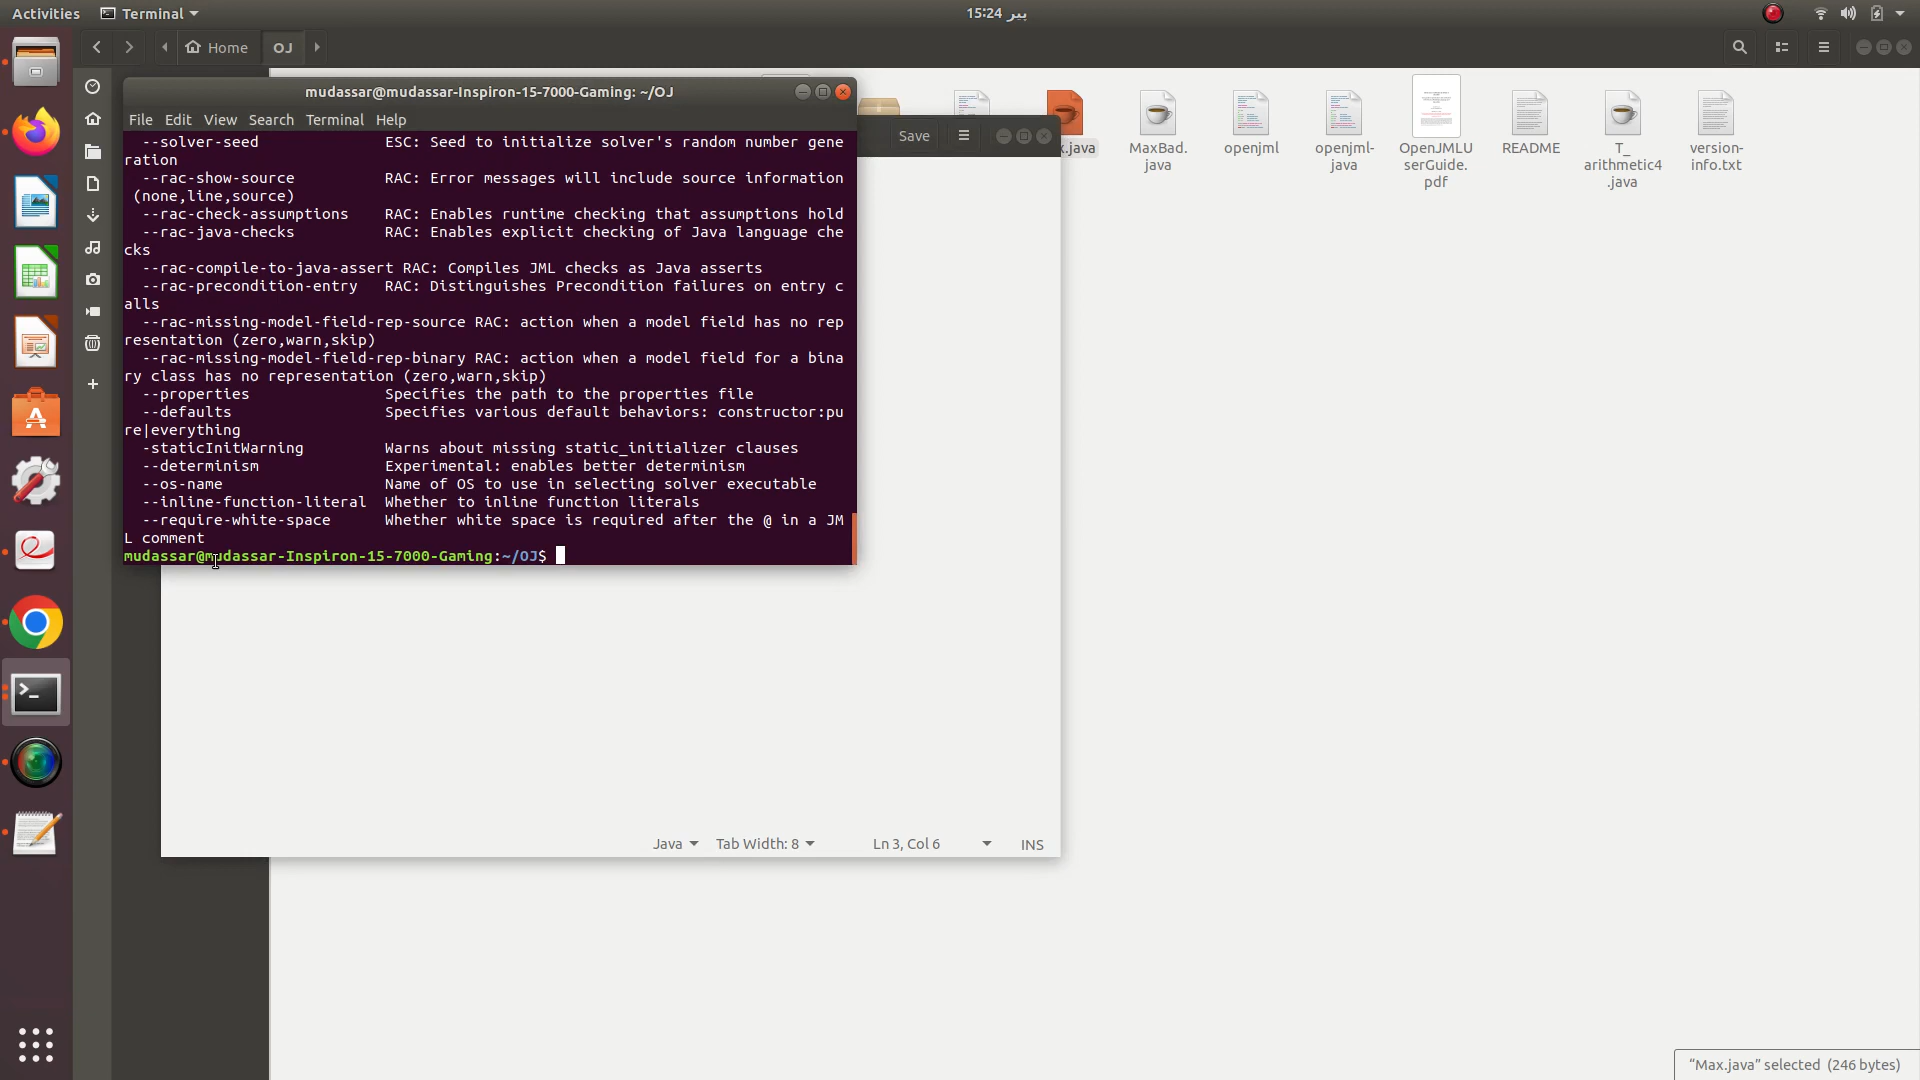 Activities
Terminal
15:24 پیر
Home
OJ
mudassar@mudassar-Inspiron-15-7000-Gaming: ~/OJ
File Edit View Search Terminal Help
--solver-seed ESC: Seed to initialize solver's random number gene
ration
--rac-show-source RAC: Error messages will include source information
(none,line,source)
--rac-check-assumptions RAC: Enables runtime checking that assumptions hold
--rac-java-checks RAC: Enables explicit checking of Java language che
cks
--rac-compile-to-java-assert RAC: Compiles JML checks as Java asserts
--rac-precondition-entry RAC: Distinguishes Precondition failures on entry c
alls
--rac-missing-model-field-rep-source RAC: action when a model field has no rep
resentation (zero,warn,skip)
--rac-missing-model-field-rep-binary RAC: action when a model field for a bina
ry class has no representation (zero,warn,skip)
--properties Specifies the path to the properties file
--defaults Specifies various default behaviors: constructor:pu
re|everything
-staticInitWarning Warns about missing static_initializer clauses
--determinism Experimental: enables better determinism
--os-name Name of OS to use in selecting solver executable
--inline-function-literal Whether to inline function literals
--require-white-space Whether white space is required after the @ in a JM
L comment
mudassar@mudassar-Inspiron-15-7000-Gaming:~/OJ$
Save
.java
MaxBad.
java
openjml
openjml-
java
OpenJMLU
serGuide.
pdf
README
T_
arithmetic4
.java
version-
info.txt
Java
Tab Width: 8
Ln 3, Col 6
INS
“Max.java” selected (246 bytes)